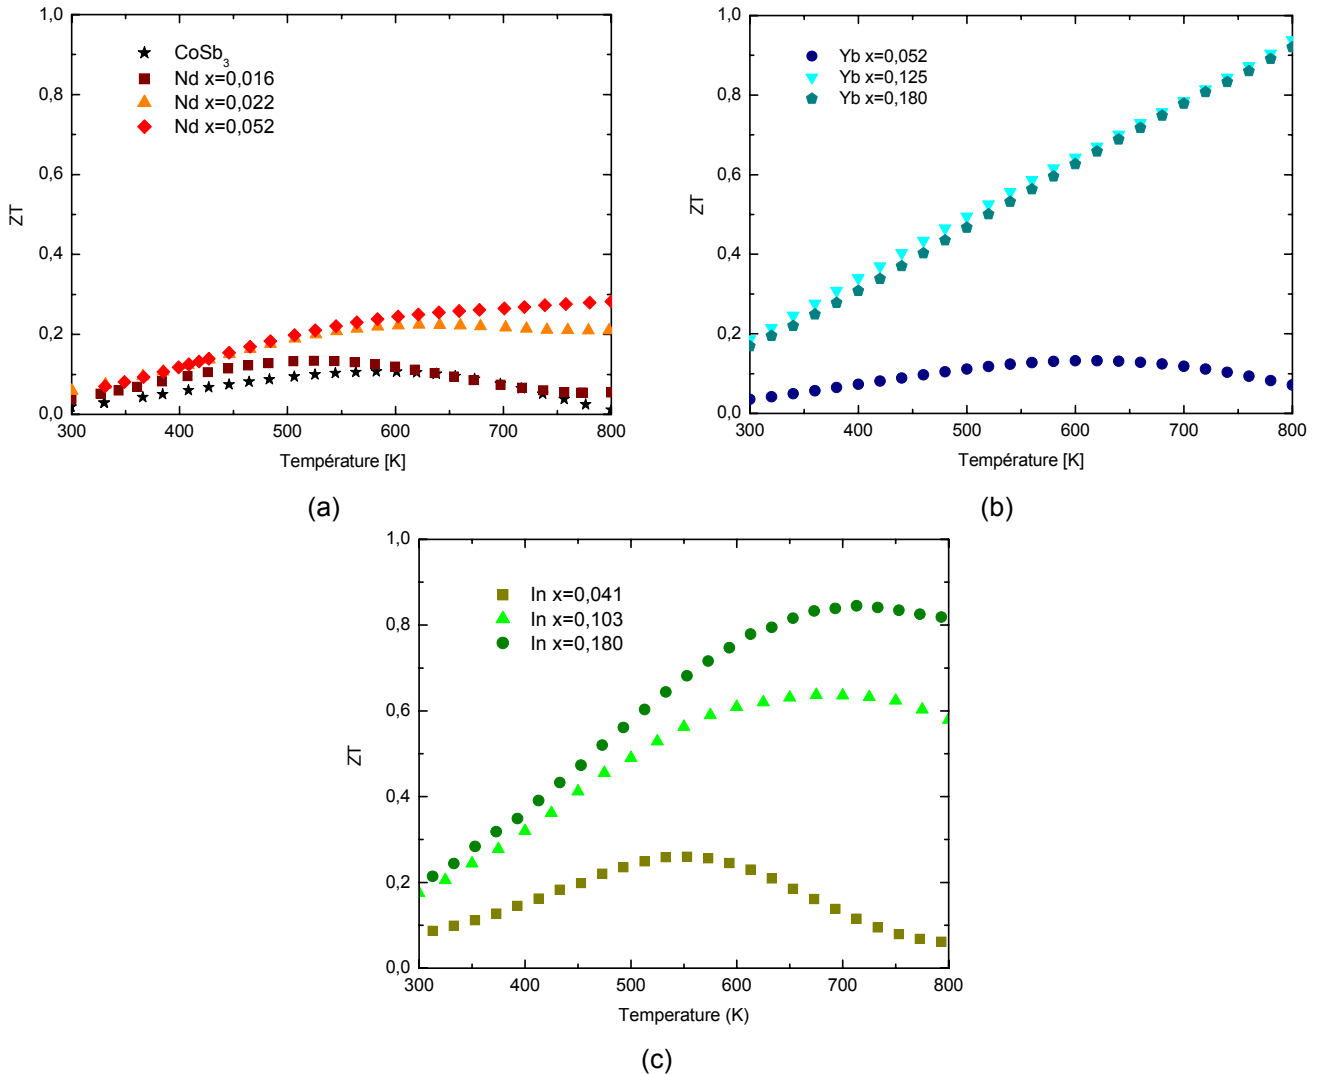 1,0
0,8
0,6
0,4
0,2
0,0
ZT
CoSb3
Nd x=0,016
Nd x=0,022
Nd x=0,052
300 400 500 600 700 800
Température [K]
(a)
1,0
0,8
0,6
0,4
0,2
0,0
ZT
Yb x=0,052
Yb x=0,125
Yb x=0,180
300 400 500 600 700 800
Température [K]
(b)
1,0
0,8
0,6
0,4
0,2
0,0
ZT
In x=0,041
In x=0,103
In x=0,180
300 400 500 600 700 800
Temperature (K)
(c)